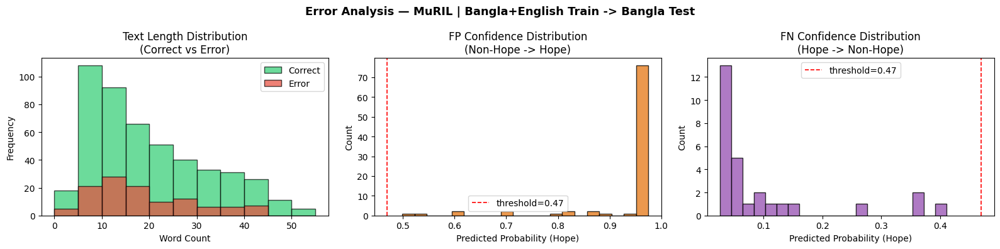 Error Analysis — MuRIL | Bangla+English Train -> Bangla Test
Text Length Distribution
(Correct vs Error)
Correct
Error
100
80
60
40
20
0
Frequency
0 10 20 30 40 50
Word Count
FP Confidence Distribution
(Non-Hope -> Hope)
70
60
50
40
30
20
10
0
Count
threshold=0.47
0.5 0.6 0.7 0.8 0.9 1.0
Predicted Probability (Hope)
FN Confidence Distribution
(Hope -> Non-Hope)
threshold=0.47
12
10
8
6
4
2
0
Count
0.1 0.2 0.3 0.4
Predicted Probability (Hope)